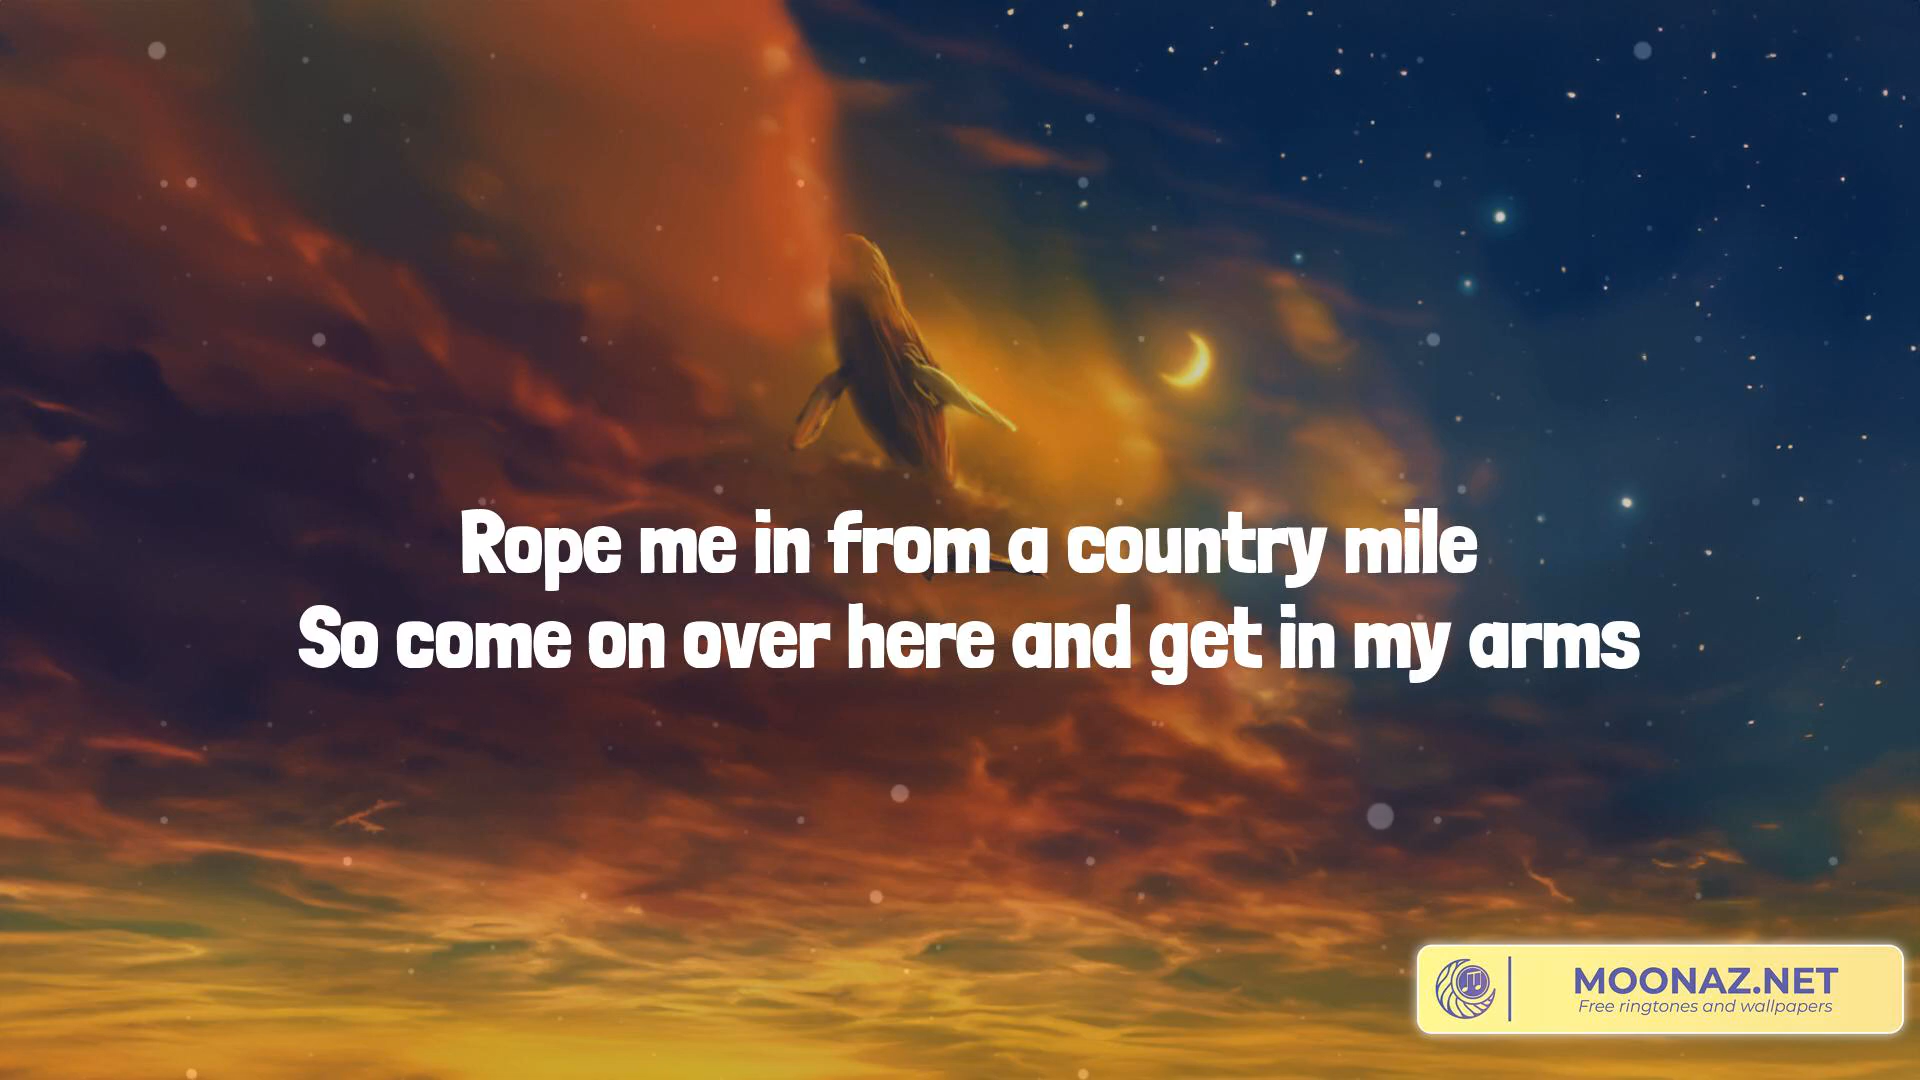 Rope me in from a country mile
So come on over here and get in my arms
MOONAZ.NET
Free ringtones and wallpapers